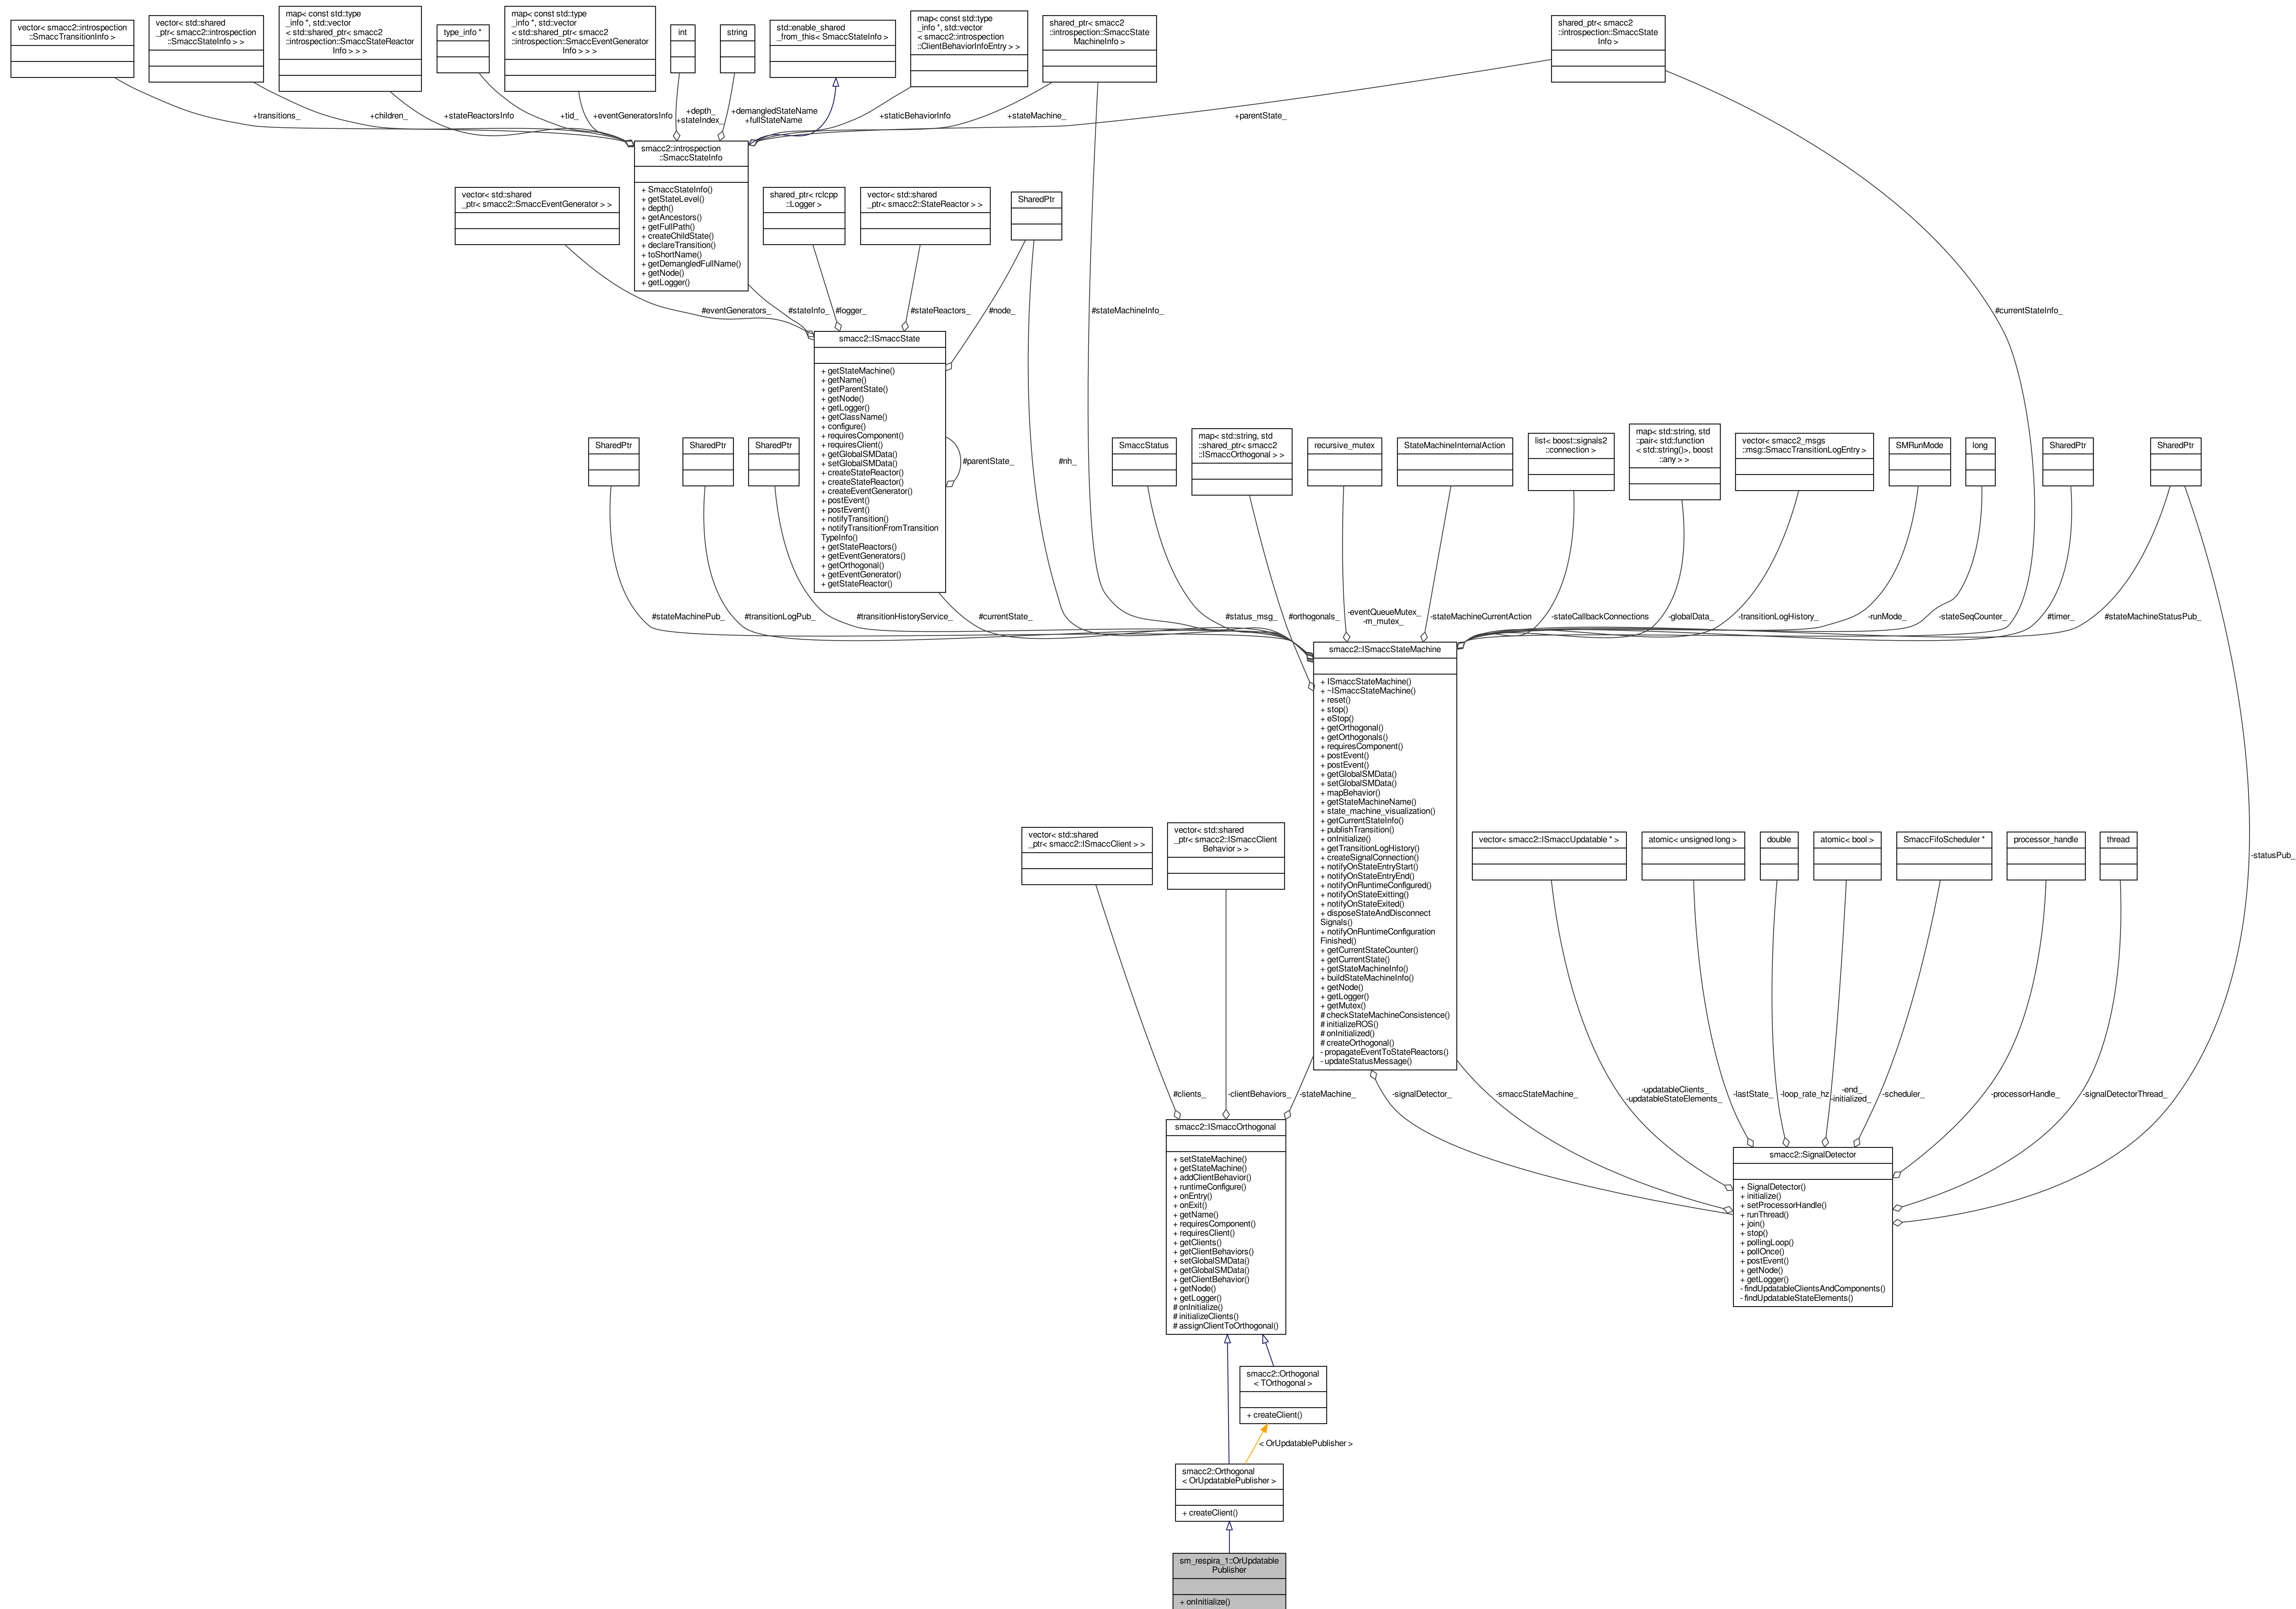 vector< smacc2::introspection
::SmaccTransitionInfo >
vector< std::shared
_ptr< smacc2::introspection
::SmaccStateInfo > >
map< const std::type
_info *, std::vector
< std::shared_ptr< smacc2
::introspection::SmaccStateReactor
Info > > >
type_info *
map< const std::type
_info *, std::vector
< std::shared_ptr< smacc2
::introspection::SmaccEventGenerator
Info > > >
int
string
std::enable_shared
_from_this< SmaccStateInfo >
map< const std::type
_info *, std::vector
< smacc2::introspection
::ClientBehaviorInfoEntry > >
shared_ptr< smacc2
::introspection::SmaccState
MachineInfo >
shared_ptr< smacc2
::introspection::SmaccState
Info >
+transitions_
+children_
+stateReactorsInfo
+tid_
+eventGeneratorsInfo
+depth_
+stateIndex_
+demangledStateName
+fullStateName
+staticBehaviorInfo
+stateMachine_
+parentState_
smacc2::introspection
::SmaccStateInfo
+ SmaccStateInfo()
+ getStateLevel()
+ depth()
+ getAncestors()
+ getFullPath()
+ createChildState()
+ declareTransition()
+ toShortName()
+ getDemangledFullName()
+ getNode()
+ getLogger()
vector< std::shared
_ptr< smacc2::SmaccEventGenerator > >
shared_ptr< rclcpp
::Logger >
vector< std::shared
_ptr< smacc2::StateReactor > >
SharedPtr
#eventGenerators_
#stateInfo_
#logger_
#stateReactors_
#node_
#stateMachineInfo_
#currentStateInfo_
smacc2::ISmaccState
+ getStateMachine()
+ getName()
+ getParentState()
+ getNode()
+ getLogger()
+ getClassName()
+ configure()
+ requiresComponent()
+ requiresClient()
+ getGlobalSMData()
+ setGlobalSMData()
+ createStateReactor()
+ createStateReactor()
+ createEventGenerator()
+ postEvent()
+ postEvent()
+ notifyTransition()
+ notifyTransitionFromTransition
TypeInfo()
+ getStateReactors()
+ getEventGenerators()
+ getOrthogonal()
+ getEventGenerator()
+ getStateReactor()
#parentState_
#nh_
SharedPtr
SharedPtr
SharedPtr
SmaccStatus
map< std::string, std
::shared_ptr< smacc2
::ISmaccOrthogonal > >
recursive_mutex
StateMachineInternalAction
list< boost::signals2
::connection >
map< std::string, std
::pair< std::function
< std::string()>, boost
::any > >
vector< smacc2_msgs
::msg::SmaccTransitionLogEntry >
SMRunMode
long
SharedPtr
SharedPtr
#stateMachinePub_
#transitionLogPub_
#transitionHistoryService_
#currentState_
#status_msg_
#orthogonals_
-eventQueueMutex_
-m_mutex_
-stateMachineCurrentAction
-stateCallbackConnections
-globalData_
-transitionLogHistory_
-runMode_
-stateSeqCounter_
#timer_
#stateMachineStatusPub_
smacc2::ISmaccStateMachine
+ ISmaccStateMachine()
+ ~ISmaccStateMachine()
+ reset()
+ stop()
+ eStop()
+ getOrthogonal()
+ getOrthogonals()
+ requiresComponent()
+ postEvent()
+ postEvent()
+ getGlobalSMData()
+ setGlobalSMData()
+ mapBehavior()
+ getStateMachineName()
+ state_machine_visualization()
+ getCurrentStateInfo()
+ publishTransition()
+ onInitialize()
+ getTransitionLogHistory()
+ createSignalConnection()
+ notifyOnStateEntryStart()
+ notifyOnStateEntryEnd()
+ notifyOnRuntimeConfigured()
+ notifyOnStateExitting()
+ notifyOnStateExited()
+ disposeStateAndDisconnect
Signals()
+ notifyOnRuntimeConfiguration
Finished()
+ getCurrentStateCounter()
+ getCurrentState()
+ getStateMachineInfo()
+ buildStateMachineInfo()
+ getNode()
+ getLogger()
+ getMutex()
# checkStateMachineConsistence()
# initializeROS()
# onInitialized()
# createOrthogonal()
- propagateEventToStateReactors()
- updateStatusMessage()
vector< std::shared
_ptr< smacc2::ISmaccClient > >
vector< std::shared
_ptr< smacc2::ISmaccClient
Behavior > >
vector< smacc2::ISmaccUpdatable * >
atomic< unsigned long >
double
atomic< bool >
SmaccFifoScheduler *
processor_handle
thread
-statusPub_
#clients_
-clientBehaviors_
-stateMachine_
-signalDetector_
-smaccStateMachine_
-updatableClients_
-updatableStateElements_
-lastState_
-loop_rate_hz
-end_
-initialized_
-scheduler_
-processorHandle_
-signalDetectorThread_
smacc2::ISmaccOrthogonal
+ setStateMachine()
+ getStateMachine()
+ addClientBehavior()
+ runtimeConfigure()
+ onEntry()
+ onExit()
+ getName()
+ requiresComponent()
+ requiresClient()
+ getClients()
+ getClientBehaviors()
+ setGlobalSMData()
+ getGlobalSMData()
+ getClientBehavior()
+ getNode()
+ getLogger()
# onInitialize()
# initializeClients()
# assignClientToOrthogonal()
smacc2::SignalDetector
+ SignalDetector()
+ initialize()
+ setProcessorHandle()
+ runThread()
+ join()
+ stop()
+ pollingLoop()
+ pollOnce()
+ postEvent()
+ getNode()
+ getLogger()
- findUpdatableClientsAndComponents()
- findUpdatableStateElements()
smacc2::Orthogonal
< TOrthogonal >
+ createClient()
< OrUpdatablePublisher >
smacc2::Orthogonal
< OrUpdatablePublisher >
+ createClient()
sm_respira_1::OrUpdatable
Publisher
+ onInitialize()